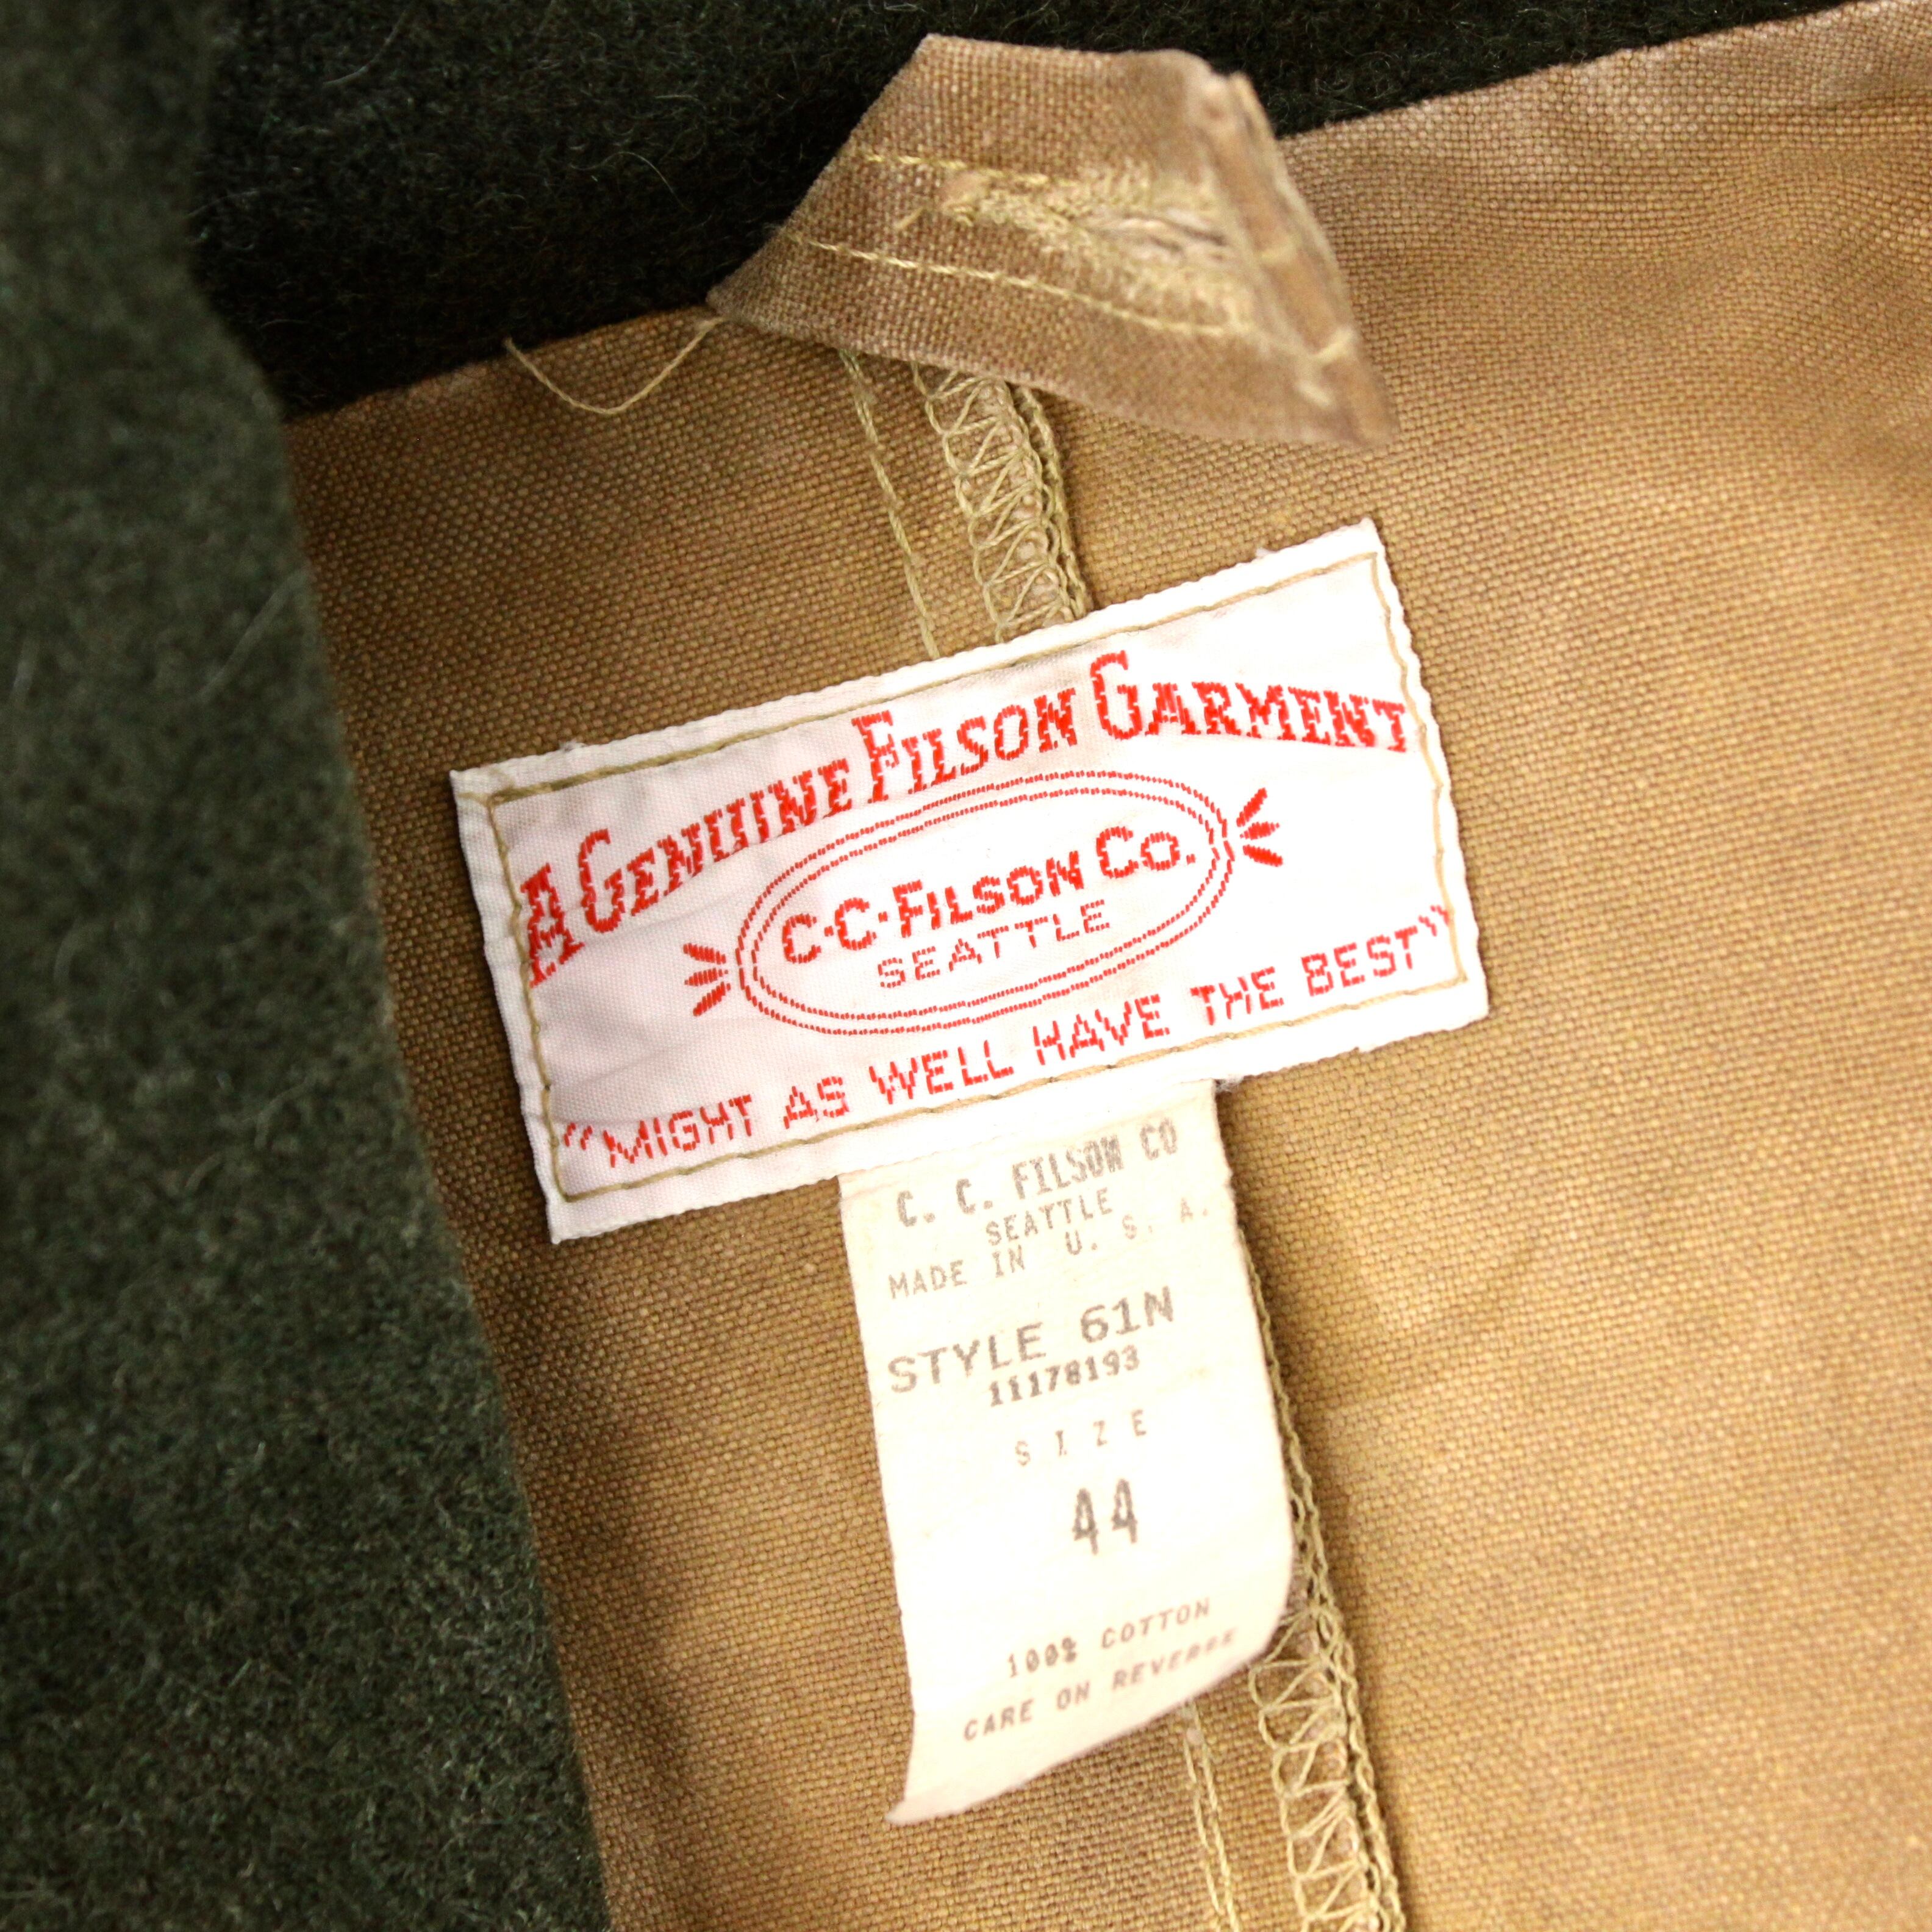 A GENUINE FILSON GARMENT
C·C·FILSON CO.
SEATTLE
"MIGHT AS WELL HAVE THE BEST"
C. C. FILSON CO
SEATTLE
MADE IN U. S. A.
STYLE 61N
11178193
SIZE
44
100% COTTON
CARE ON REVERSE